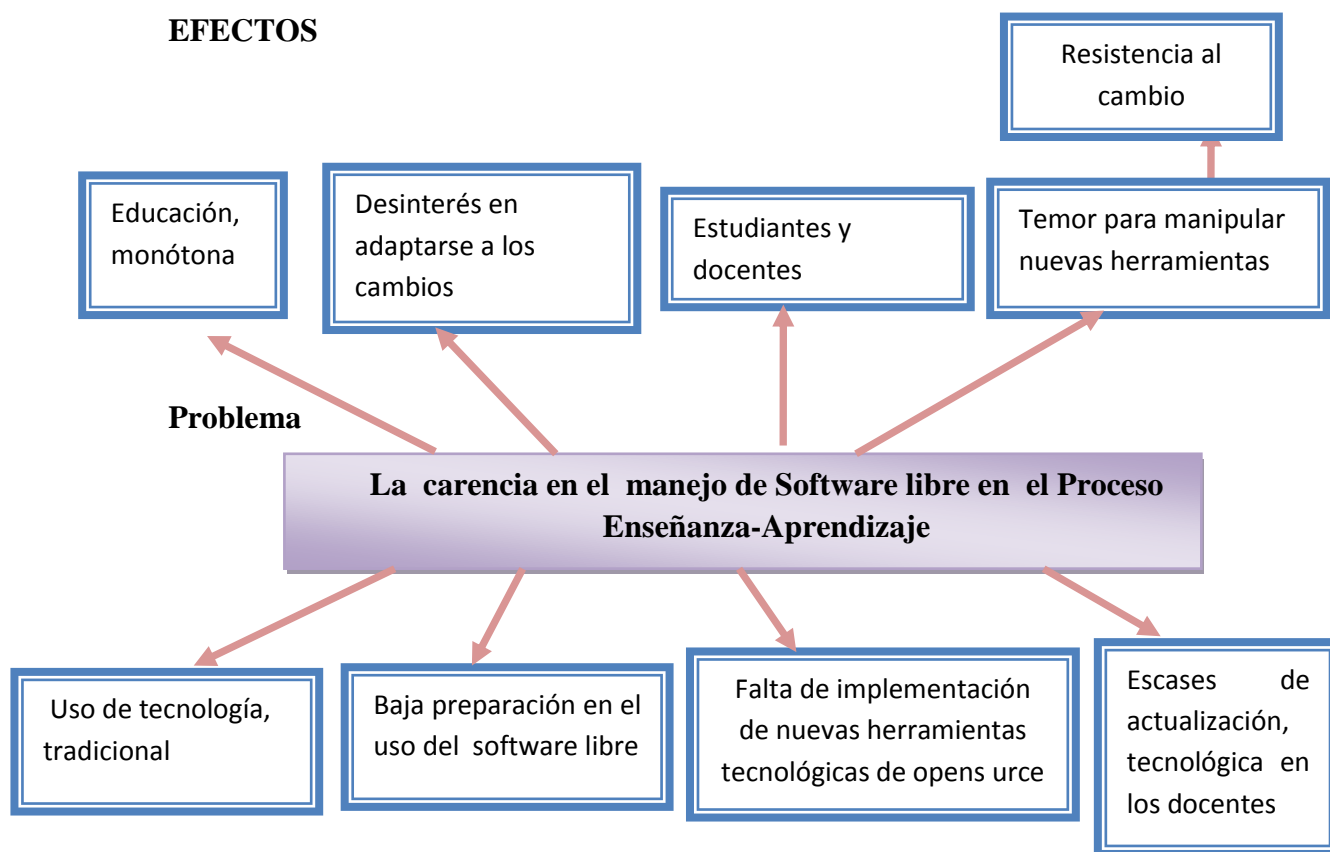 EFECTOS
Resistencia al
cambio
Educación,
monótona
Desinterés en
adaptarse a los
cambios
Estudiantes y
docentes
Temor para manipular
nuevas herramientas
Problema
La carencia en el manejo de Software libre en el Proceso
Enseñanza-Aprendizaje
Uso de tecnología,
tradicional
Baja preparación en el
uso del software libre
Falta de implementación
de nuevas herramientas
tecnológicas de opens urce
Escases de
actualización,
tecnológica en
los docentes